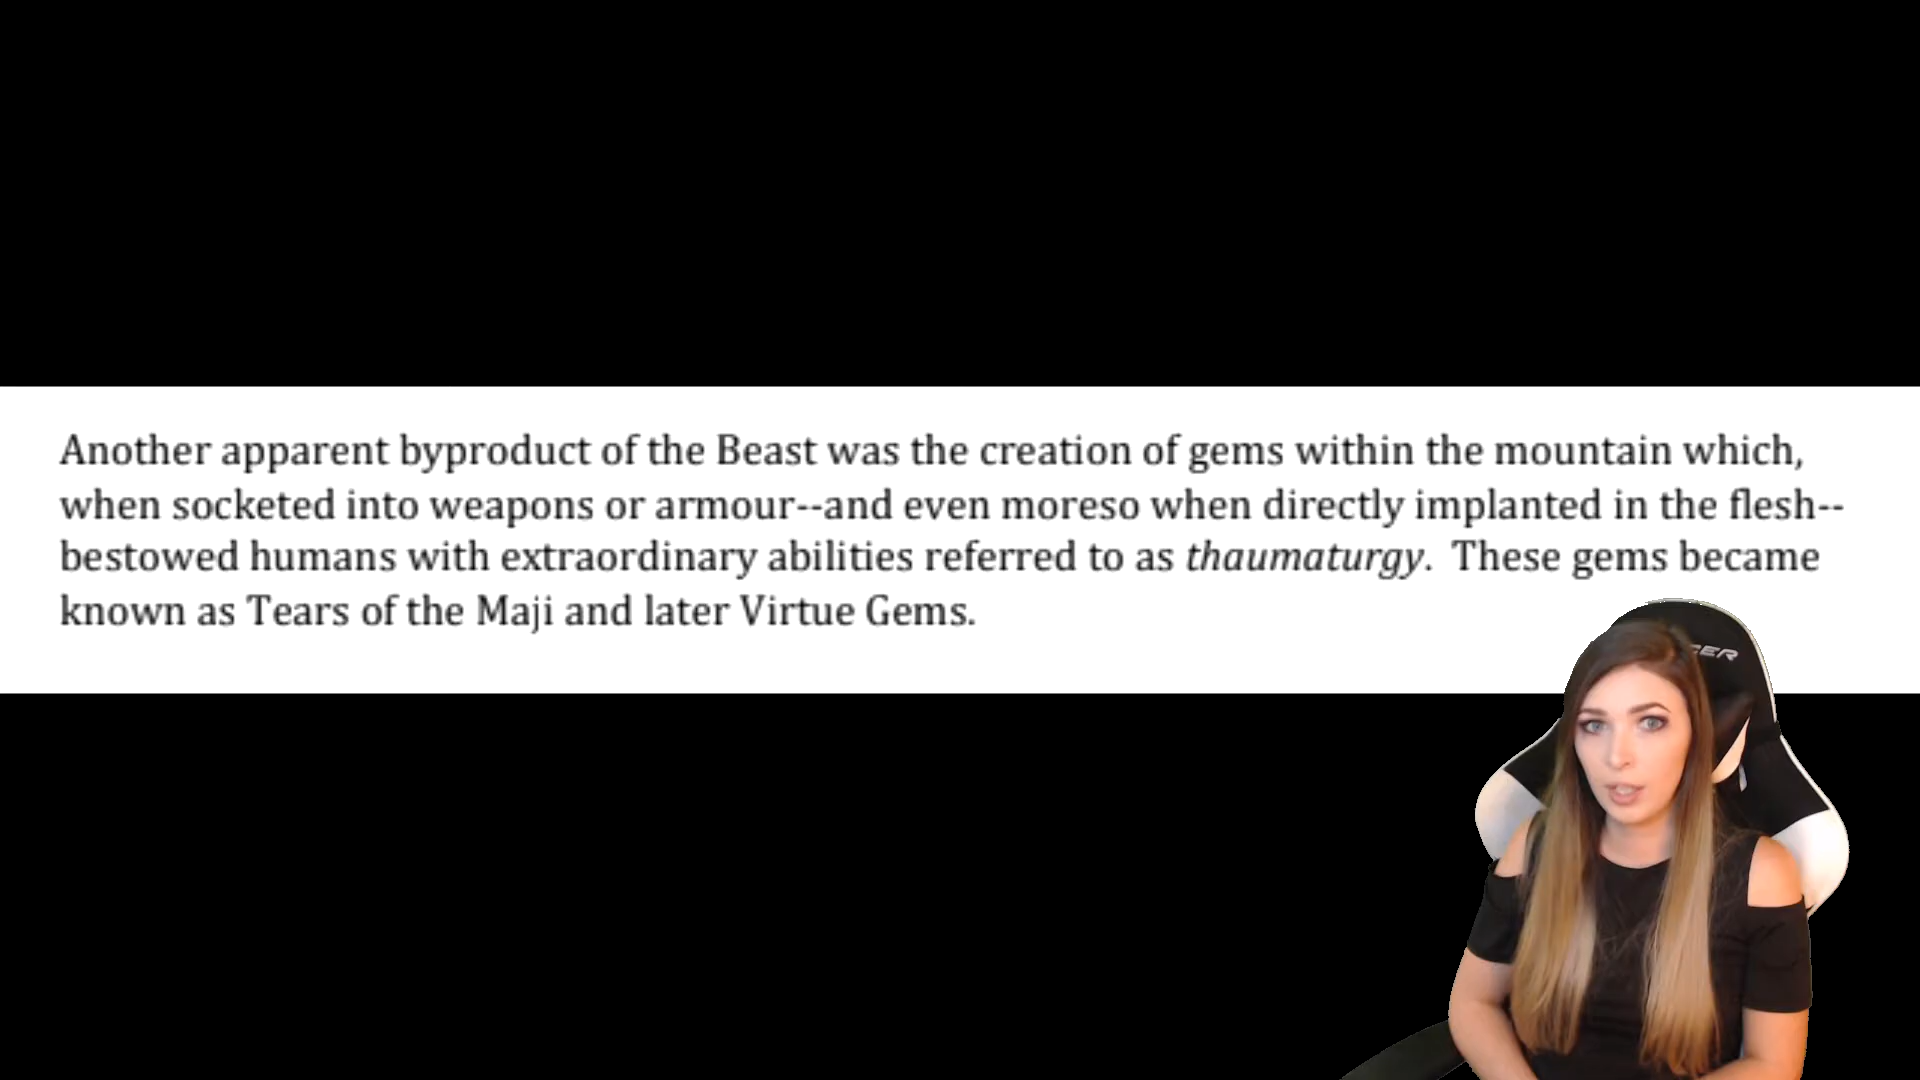 Another apparent byproduct of the Beast was the creation of gems within the mountain which,
when socketed into weapons or armour--and even moreso when directly implanted in the flesh--
bestowed humans with extraordinary abilities referred to as thaumaturgy. These gems became
known as Tears of the Maji and later Virtue Gems.